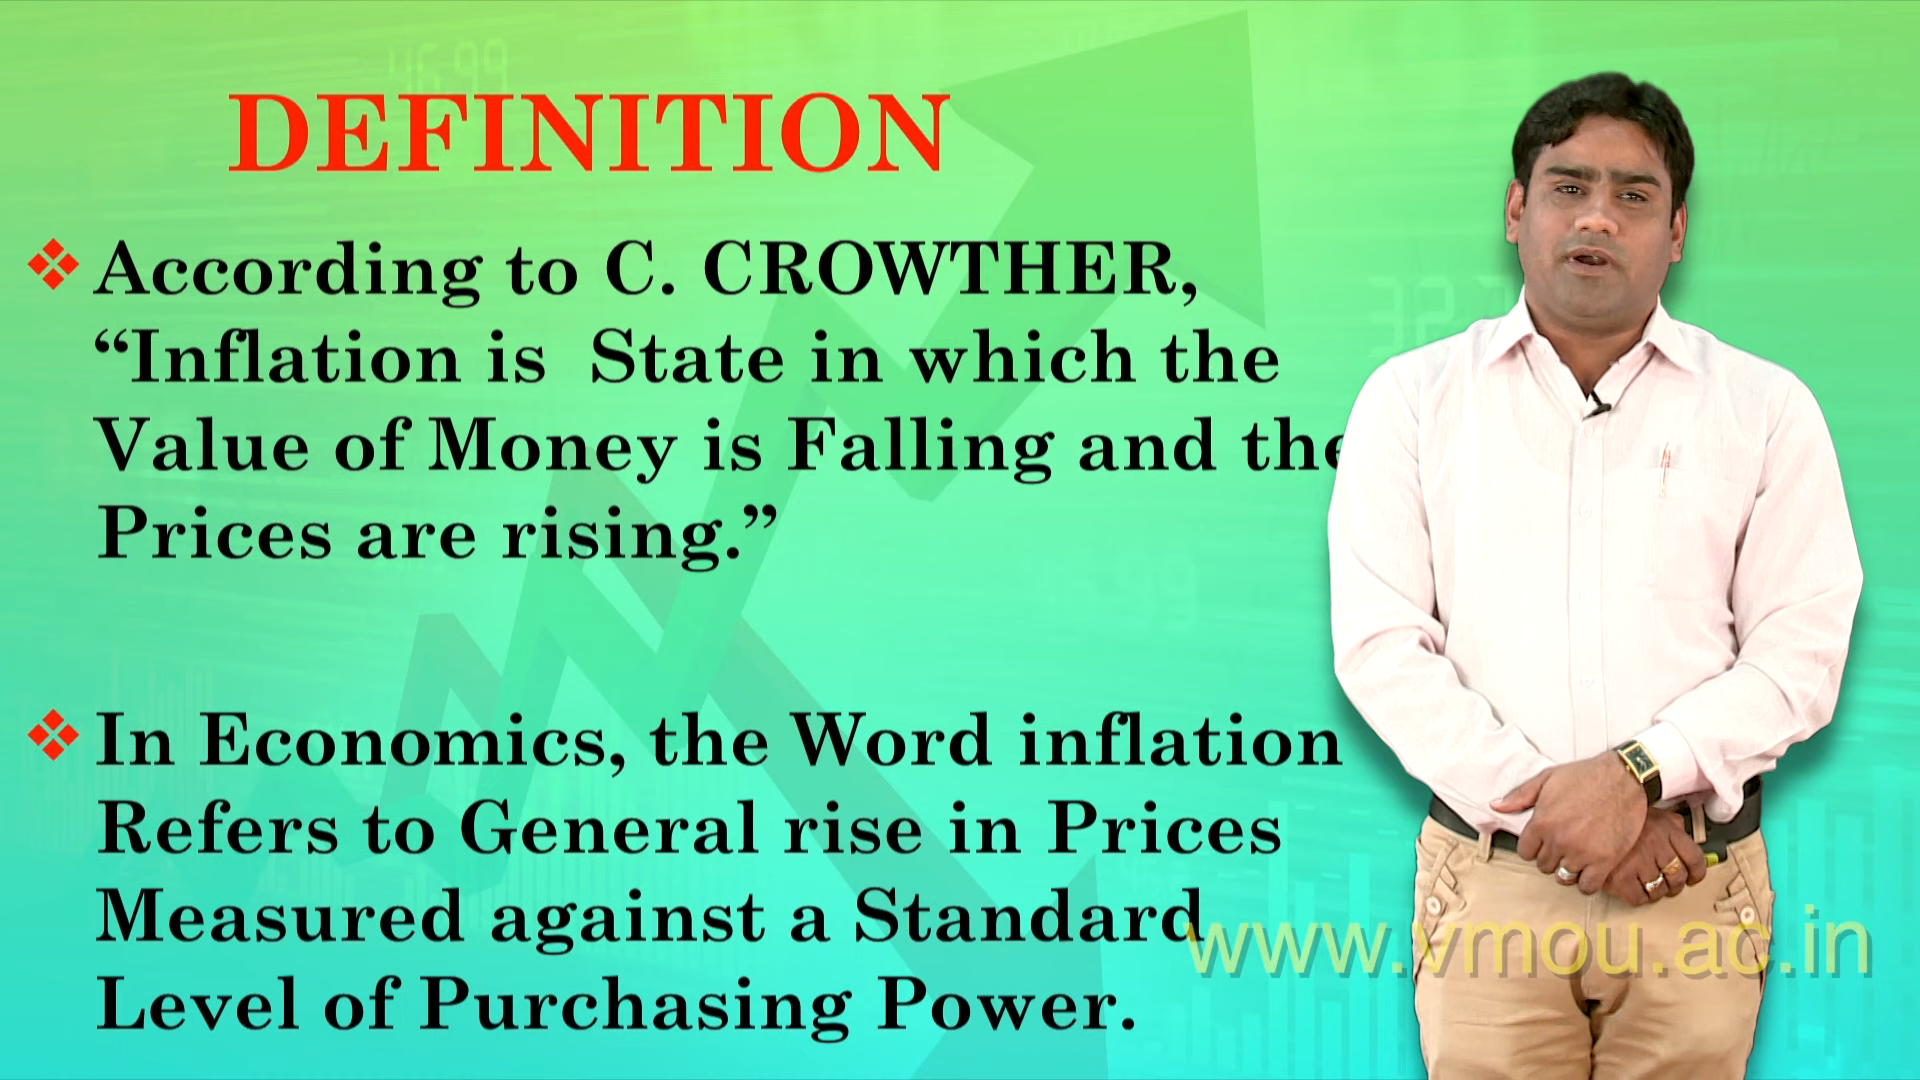 DEFINITION
According to C. CROWTHER,
“Inflation is State in which the
Value of Money is Falling and the
Prices are rising.”
In Economics, the Word inflation
Refers to General rise in Prices
Measured against a Standard
Level of Purchasing Power.
www.vmou.ac.in
46.99